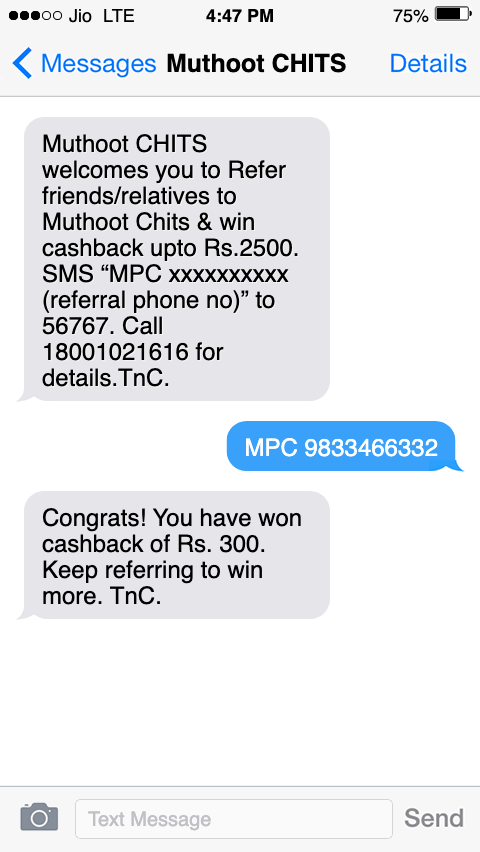 Jio LTE 4:47 PM 75%
Messages Muthoot CHITS Details
Muthoot CHITS
welcomes you to Refer
friends/relatives to
Muthoot Chits & win
cashback upto Rs.2500.
SMS “MPC xxxxxxxxxx
(referral phone no)” to
56767. Call
18001021616 for
details.TnC.
MPC 9833466332
Congrats! You have won
cashback of Rs. 300.
Keep referring to win
more. TnC.
Text Message Send